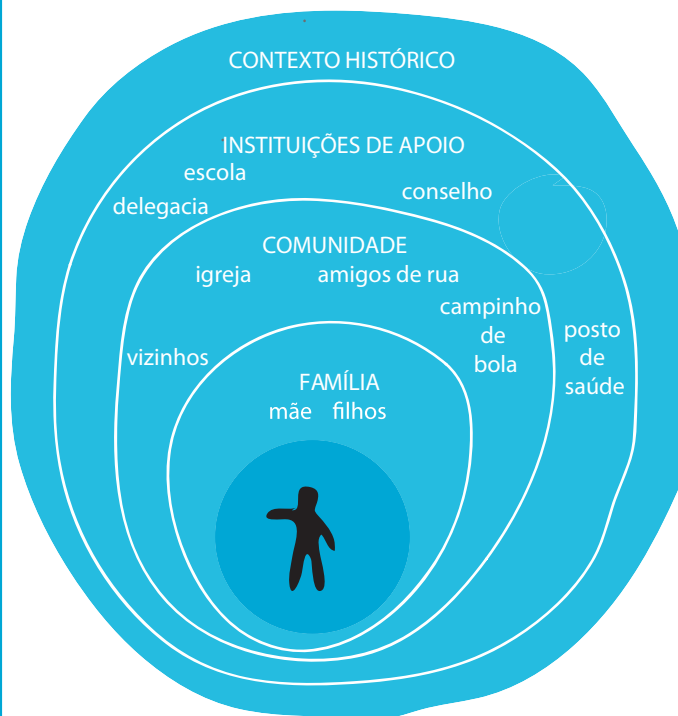 CONTEXTO HISTÓRICO
INSTITUIÇÕES DE APOIO
escola
delegacia
conselho
COMUNIDADE
igreja
amigos de rua
campinho
de
bola
posto
de
saúde
vizinhos
FAMÍLIA
mãe filhos